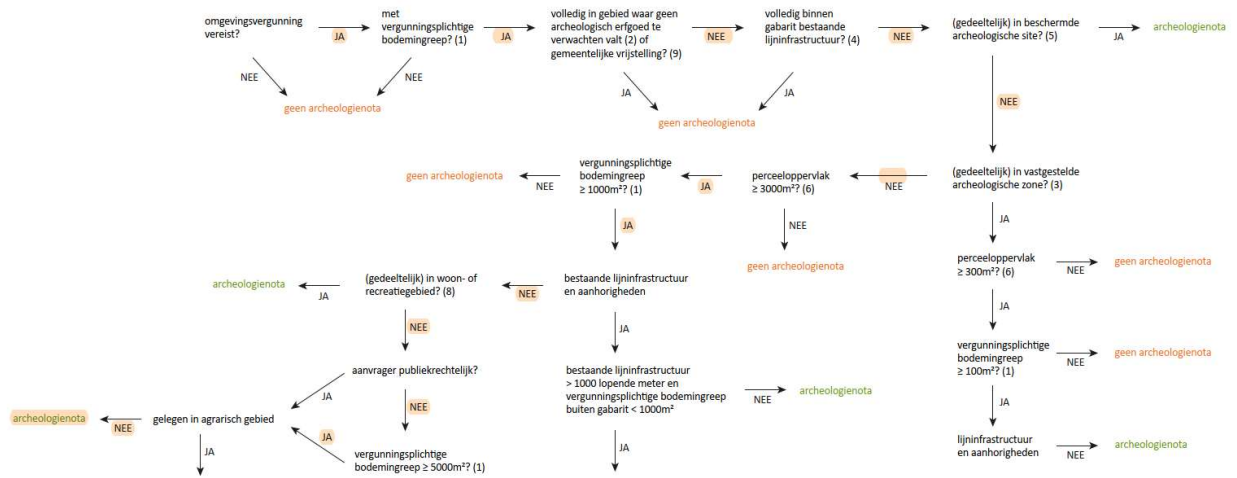 omgevingsvergunning
vereist?
JA
met
vergunningsplichtige
bodemingreep? (1)
JA
volledig in gebied waar geen
archeologisch erfgoed te
verwachten valt (2) of
gemeentelijke vrijstelling? (9)
NEE
volledig binnen
gabarit bestaande
lijninfrastructuur? (4)
NEE
(gedeeltelijk) in beschermde
archeologische site? (5)
JA
archeologienota
NEE
NEE
geen archeologienota
JA
JA
geen archeologienota
NEE
(gedeeltelijk) in vastgestelde
archeologische zone? (3)
NEE
perceeloppervlak
≥ 3000m²? (6)
JA
vergunningsplichtige
bodemingreep
≥ 1000m²? (1)
NEE
geen archeologienota
JA
NEE
geen archeologienota
JA
perceeloppervlak
≥ 300m²? (6)
NEE
geen archeologienota
bestaande lijninfrastructuur
en aanhorigheden
NEE
(gedeeltelijk) in woon- of
recreatiegebied? (8)
JA
archeologienota
NEE
JA
JA
vergunningsplichtige
bodemingreep
≥ 100m²? (1)
NEE
geen archeologienota
aanvrager publiekrechtelijk?
bestaande lijninfrastructuur
> 1000 lopende meter en
vergunningsplichtige bodemingreep
buiten gabarit < 1000m²
NEE
archeologienota
JA
NEE
JA
gelegen in agrarisch gebied
NEE
archeologienota
JA
JA
vergunningsplichtige
bodemingreep ≥ 5000m²? (1)
JA
lijninfrastructuur
en aanhorigheden
NEE
archeologienota